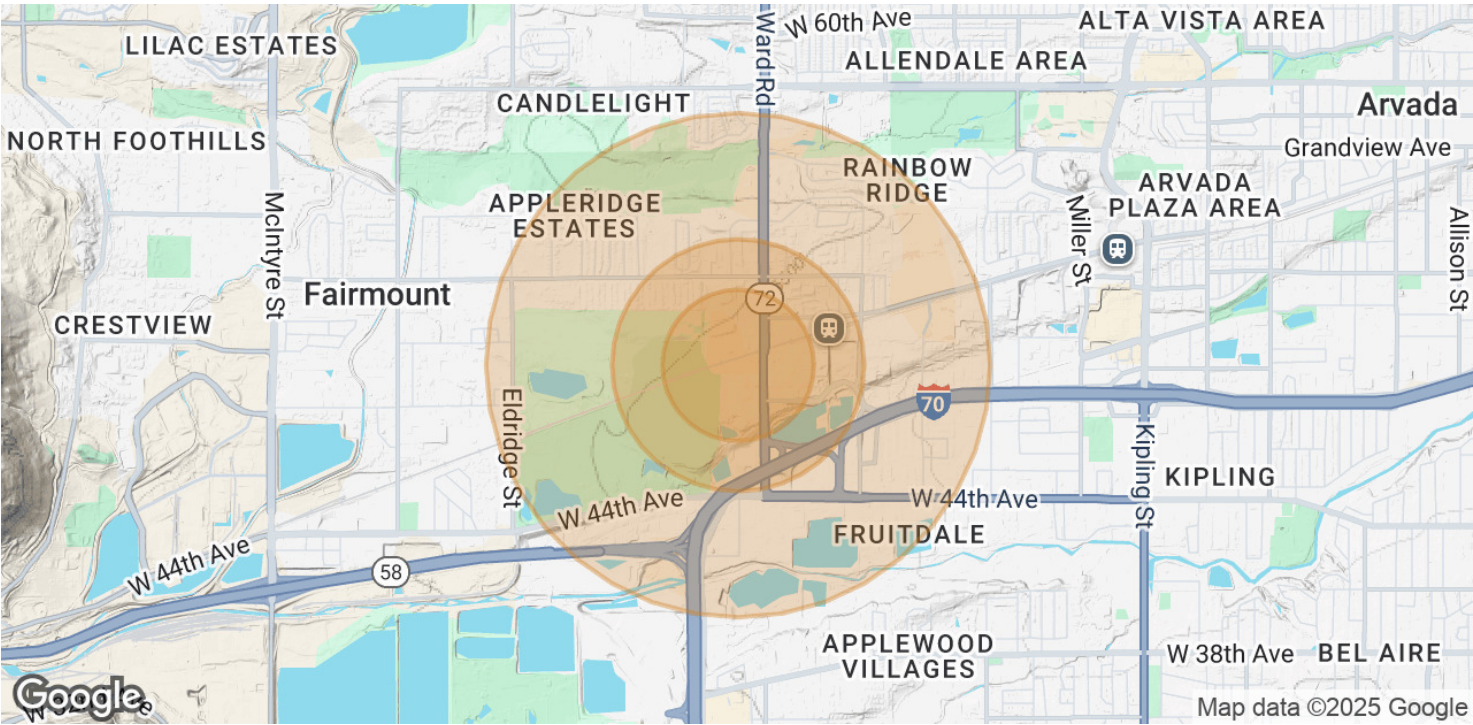 W 60th Ave
ALTA VISTA AREA
LILAC ESTATES
Ward Rd
ALLENDALE AREA
CANDLELIGHT
Arvada
NORTH FOOTHILLS
Grandview Ave
RAINBOW
RIDGE
ARVADA
PLAZA AREA
APPLERIDGE
ESTATES
McIntyre St
Miller St
Allison St
Fairmount
72
CRESTVIEW
70
Eldridge St
Kipling St
KIPLING
W 44th Ave
W 44th Ave
FRUITDALE
W 44th Ave
58
APPLEWOOD
VILLAGES
W 38th Ave
BEL AIRE
Google
W 32nd Ave
Map data ©2025 Google